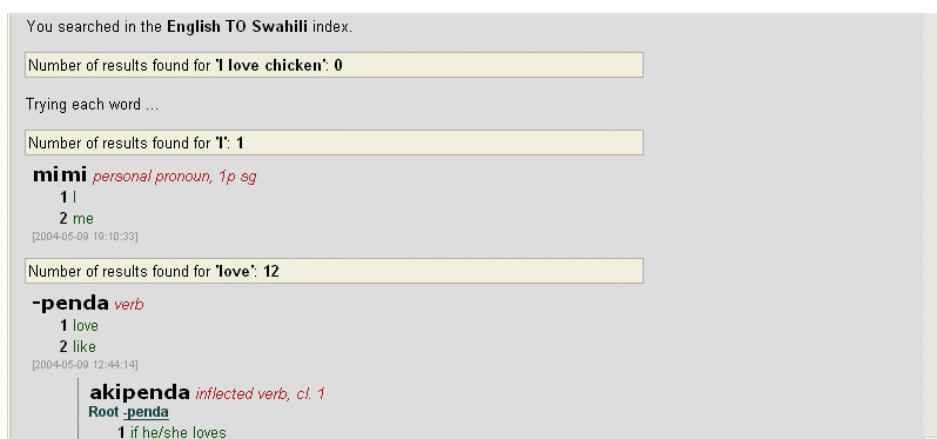 You searched in the English TO Swahili index.
Number of results found for 'I love chicken': 0
Trying each word ...
Number of results found for 'I': 1
mimi personal pronoun, 1p sg
1 I
2 me
[2004-05-09 19:10:33]
Number of results found for 'love': 12
-penda verb
1 love
2 like
[2004-05-09 12:44:14]
akipenda inflected verb, cl. 1
Root -penda
1 if he/she loves